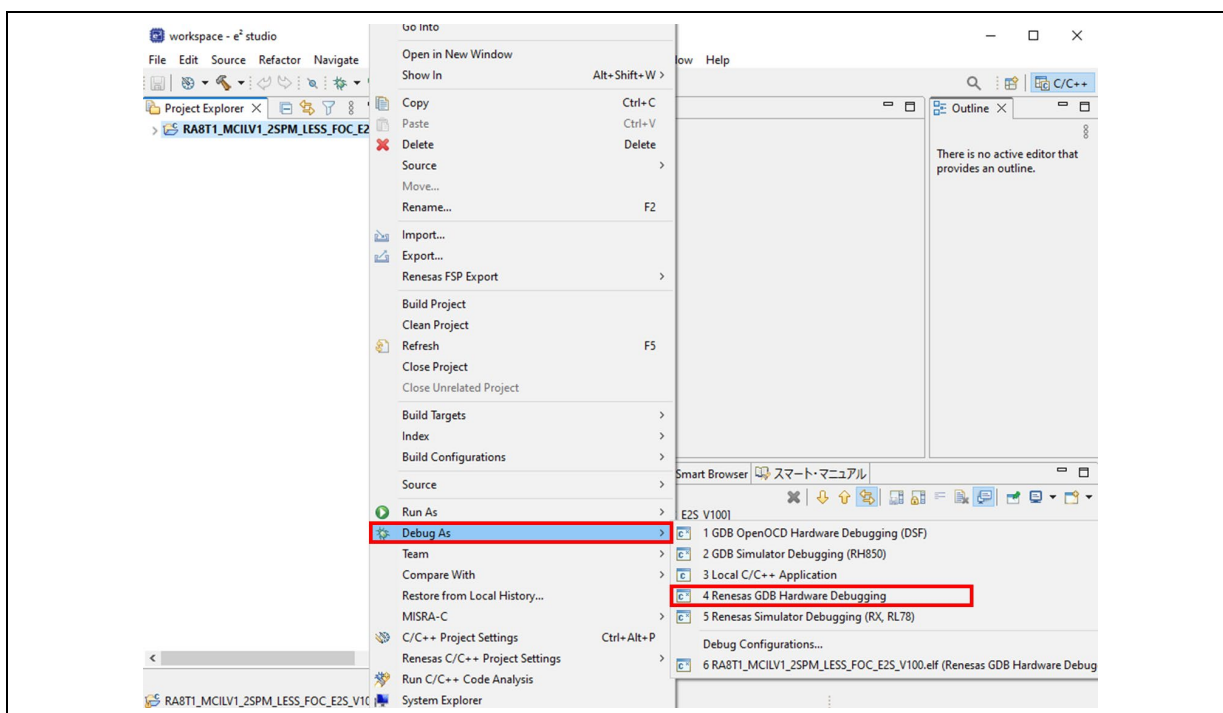 workspace - e² studio
File Edit Source Refactor Navigate
low Help
C/C++
Project Explorer
RA8T1_MCILV1_2SPM_LESS_FOC_E2
Go Into
Open in New Window
Show In Alt+Shift+W >
Copy Ctrl+C
Paste Ctrl+V
Delete Delete
Source >
Move...
Rename... F2
Import...
Export...
Renesas FSP Export >
Build Project
Clean Project
Refresh F5
Close Project
Close Unrelated Project
Build Targets >
Index >
Build Configurations >
Source >
Run As >
Debug As >
Team >
Compare With >
Restore from Local History...
MISRA-C >
C/C++ Project Settings Ctrl+Alt+P
Renesas C/C++ Project Settings >
Run C/C++ Code Analysis
System Explorer
Outline
There is no active editor that
provides an outline.
Smart Browser スマート・マニュアル
E2S_V100]
1 GDB OpenOCD Hardware Debugging (DSF)
2 GDB Simulator Debugging (RH850)
3 Local C/C++ Application
4 Renesas GDB Hardware Debugging
5 Renesas Simulator Debugging (RX, RL78)
Debug Configurations...
6 RA8T1_MCILV1_2SPM_LESS_FOC_E2S_V100.elf (Renesas GDB Hardware Debug
RA8T1_MCILV1_2SPM_LESS_FOC_E2S_V10